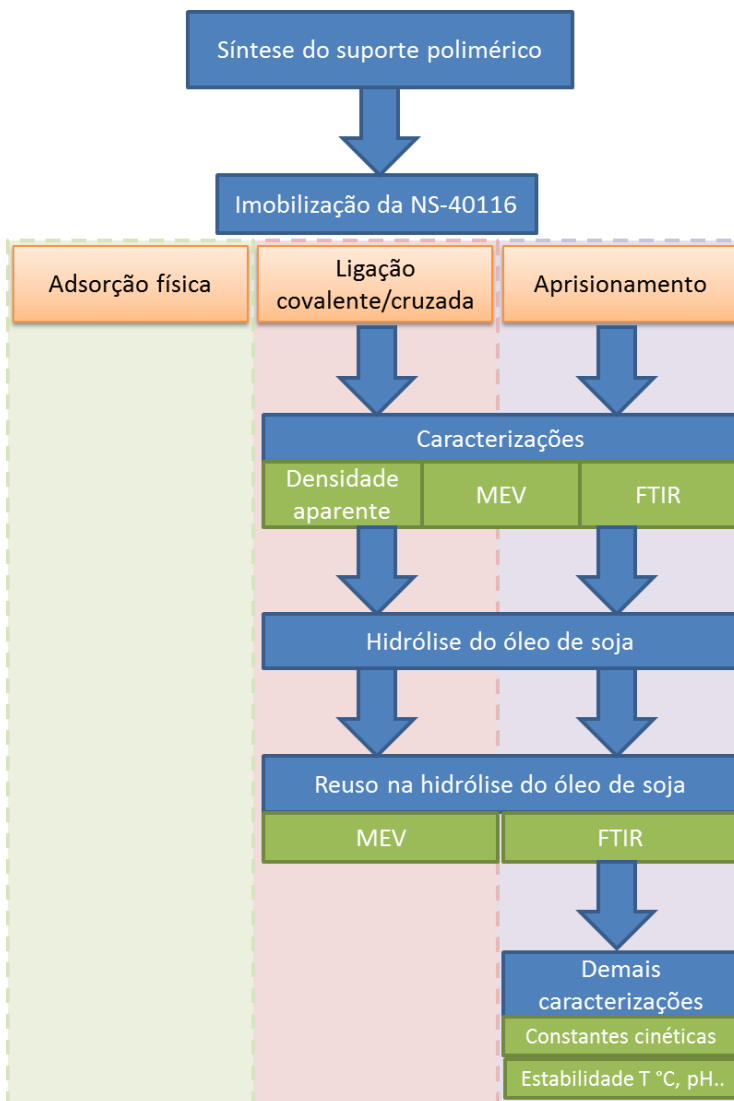 Síntese do suporte polimérico
Imobilização da NS-40116
Adsorção física
Ligação
covalente/cruzada
Aprisionamento
Caracterizações
Densidade
aparente
MEV
FTIR
Hidrólise do óleo de soja
Reuso na hidrólise do óleo de soja
MEV
FTIR
Demais
caracterizações
Constantes cinéticas
Estabilidade T °C, pH..